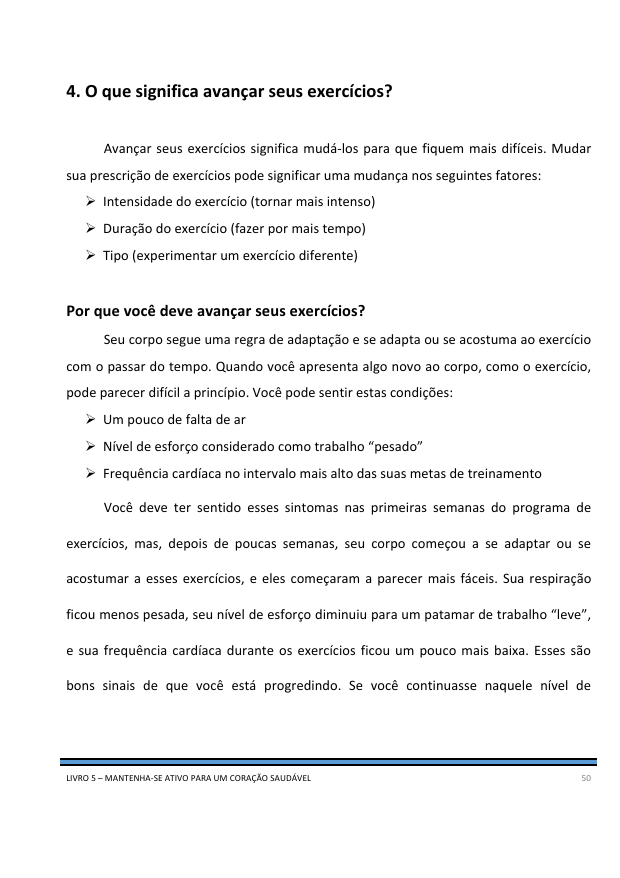 4. O que significa avançar seus exercícios?
Avançar seus exercícios significa mudá-los para que fiquem mais difíceis. Mudar
sua prescrição de exercícios pode significar uma mudança nos seguintes fatores:
➢ Intensidade do exercício (tornar mais intenso)
➢ Duração do exercício (fazer por mais tempo)
➢ Tipo (experimentar um exercício diferente)
Por que você deve avançar seus exercícios?
Seu corpo segue uma regra de adaptação e se adapta ou se acostuma ao exercício
com o passar do tempo. Quando você apresenta algo novo ao corpo, como o exercício,
pode parecer difícil a princípio. Você pode sentir estas condições:
➢ Um pouco de falta de ar
➢ Nível de esforço considerado como trabalho “pesado”
➢ Frequência cardíaca no intervalo mais alto das suas metas de treinamento
Você deve ter sentido esses sintomas nas primeiras semanas do programa de
exercícios, mas, depois de poucas semanas, seu corpo começou a se adaptar ou se
acostumar a esses exercícios, e eles começaram a parecer mais fáceis. Sua respiração
ficou menos pesada, seu nível de esforço diminuiu para um patamar de trabalho “leve”,
e sua frequência cardíaca durante os exercícios ficou um pouco mais baixa. Esses são
bons sinais de que você está progredindo. Se você continuasse naquele nível de
LIVRO 5 – MANTENHA-SE ATIVO PARA UM CORAÇÃO SAUDÁVEL 50